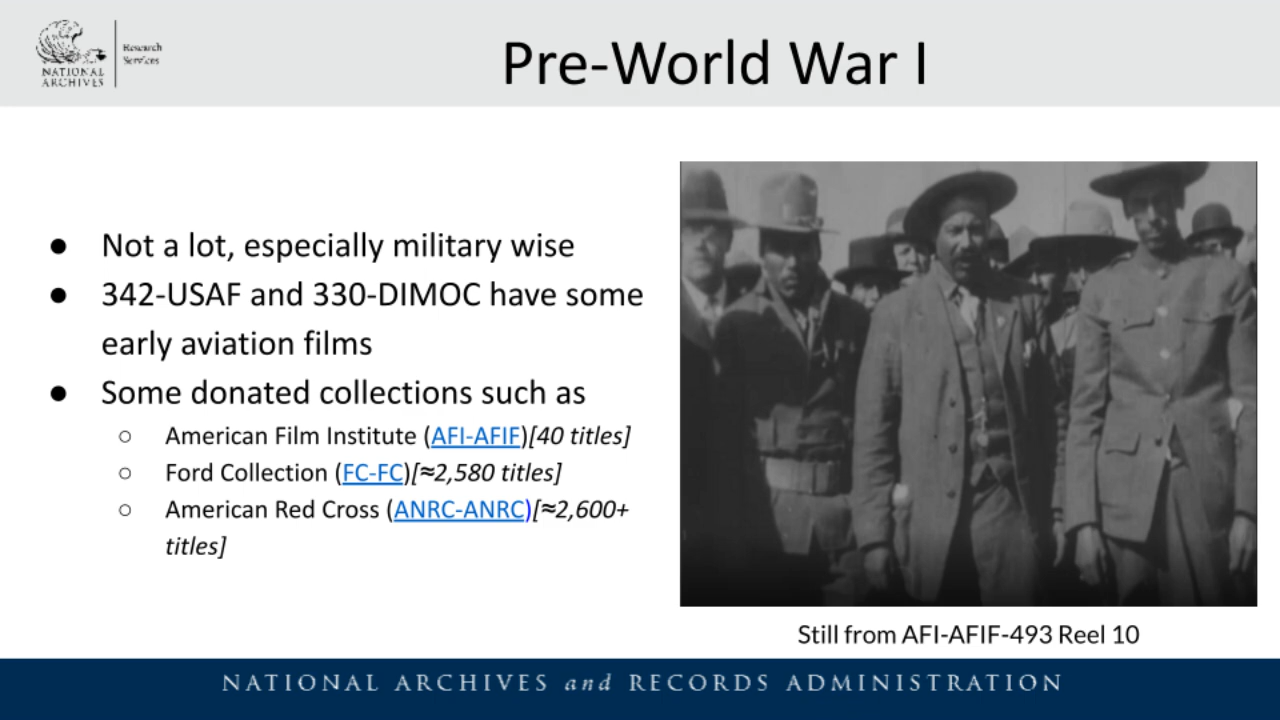 NATIONAL
ARCHIVES
Research
Services
Pre-World War I
● Not a lot, especially military wise
● 342-USAF and 330-DIMOC have some
early aviation films
● Some donated collections such as
○ American Film Institute (AFI-AFIF)[40 titles]
○ Ford Collection (FC-FC)[≈2,580 titles]
○ American Red Cross (ANRC-ANRC)[≈2,600+
titles]
Still from AFI-AFIF-493 Reel 10
NATIONAL ARCHIVES and RECORDS ADMINISTRATION